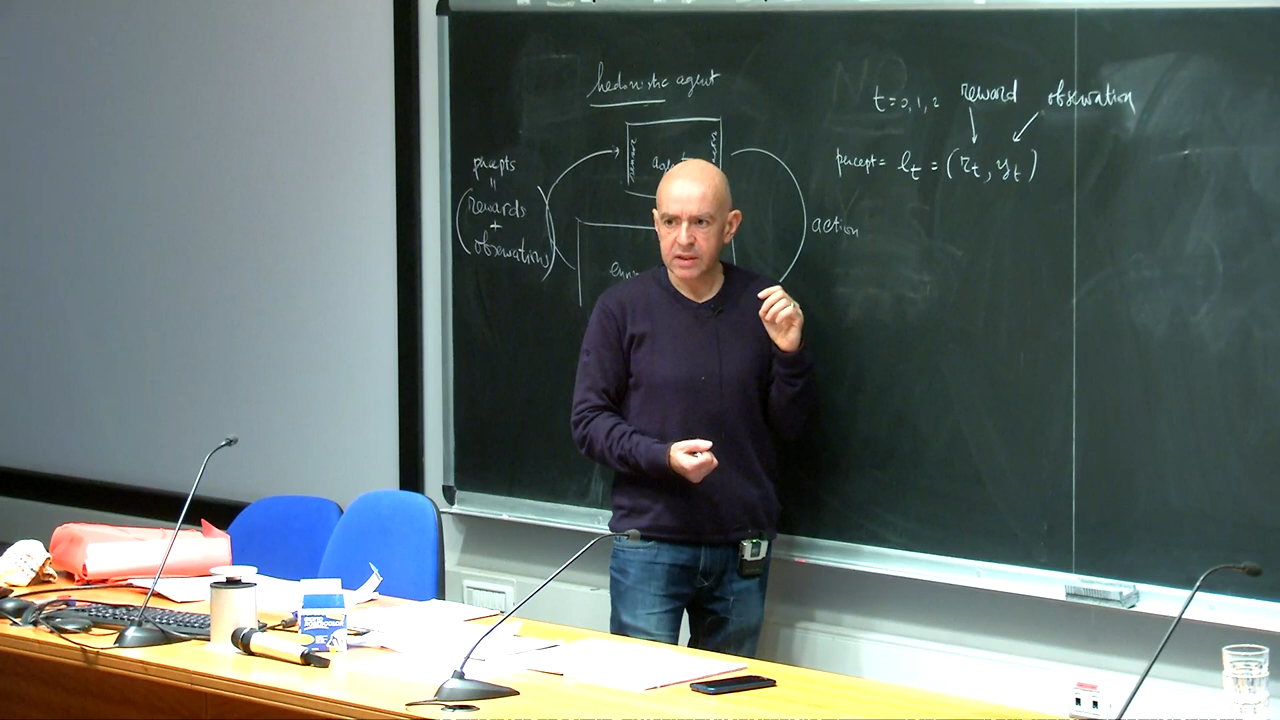 hedonistic agent
t = 0, 1, 2
reward
observation
percepts
=
(rewards
+
observations)
percept = e_t = (r_t, y_t)
action